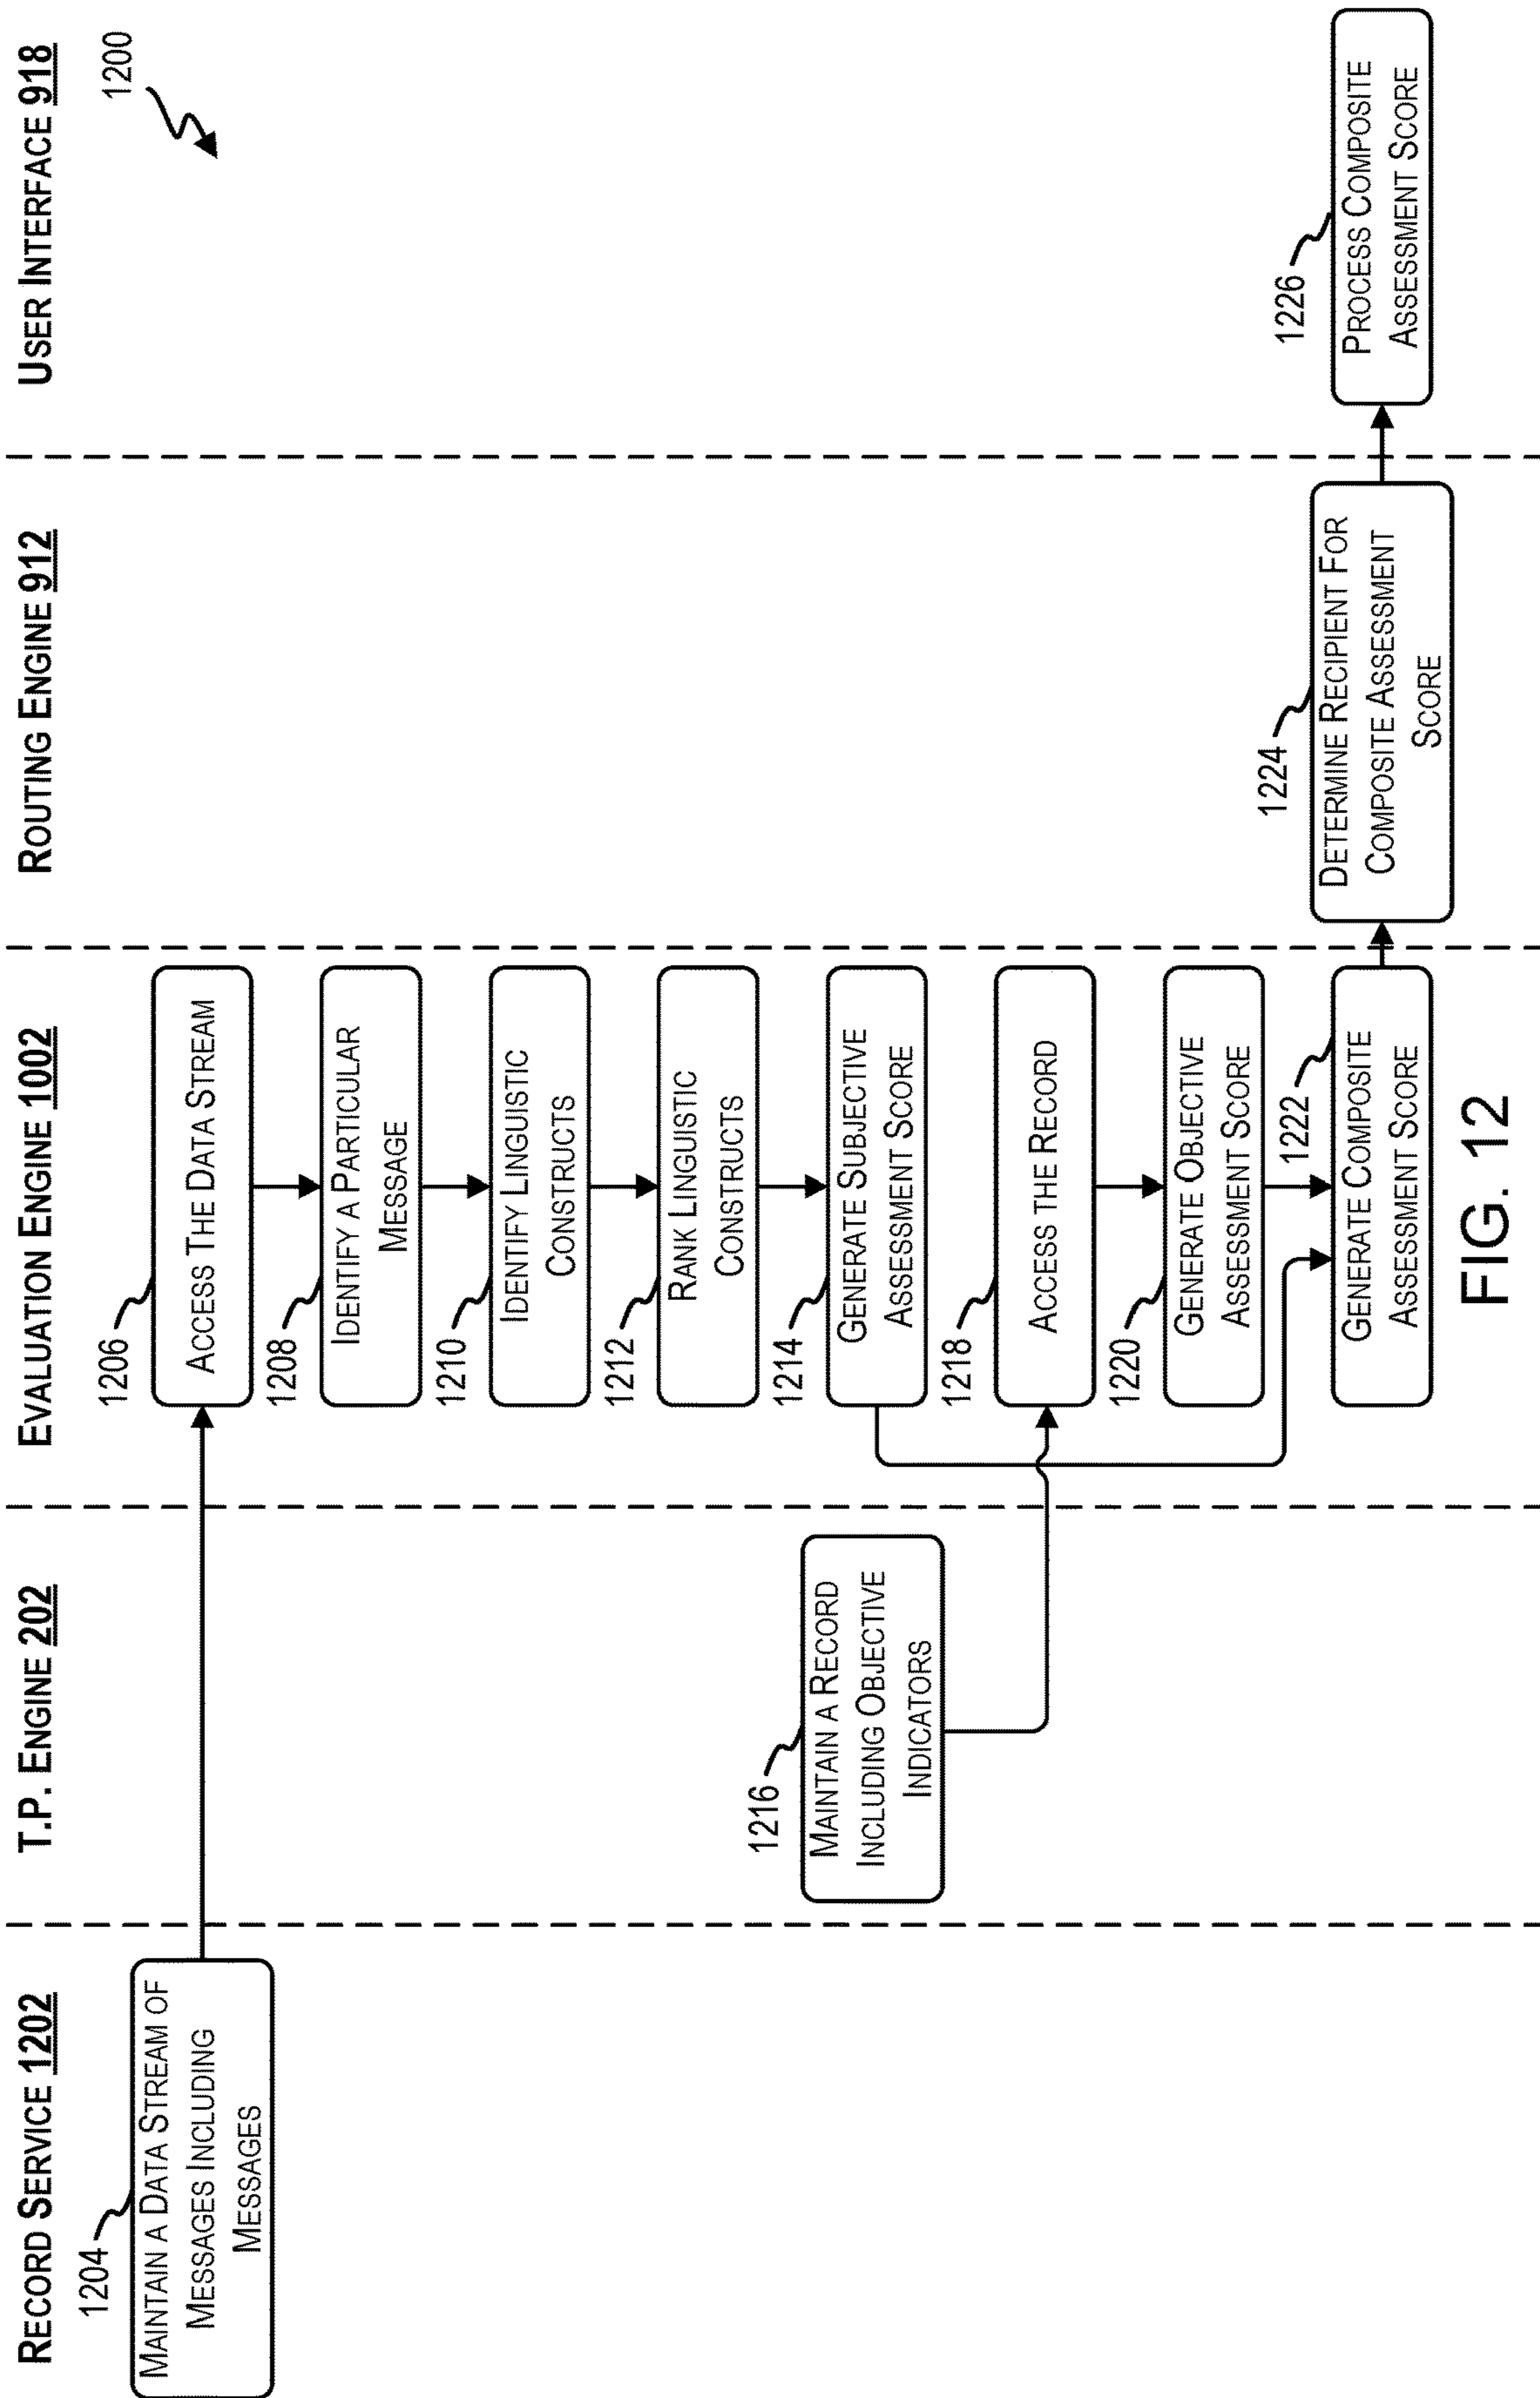 RECORD SERVICE 1202
T.P. ENGINE 202
EVALUATION ENGINE 1002
ROUTING ENGINE 912
USER INTERFACE 918
1200
1204
MAINTAIN A DATA STREAM OF
MESSAGES INCLUDING
MESSAGES
1206
ACCESS THE DATA STREAM
1208
IDENTIFY A PARTICULAR
MESSAGE
1210
IDENTIFY LINGUISTIC
CONSTRUCTS
1212
RANK LINGUISTIC
CONSTRUCTS
1214
GENERATE SUBJECTIVE
ASSESSMENT SCORE
1216
MAINTAIN A RECORD
INCLUDING OBJECTIVE
INDICATORS
1218
ACCESS THE RECORD
1220
GENERATE OBJECTIVE
ASSESSMENT SCORE
1222
GENERATE COMPOSITE
ASSESSMENT SCORE
1224
DETERMINE RECIPIENT FOR
COMPOSITE ASSESSMENT
SCORE
1226
PROCESS COMPOSITE
ASSESSMENT SCORE
FIG. 12